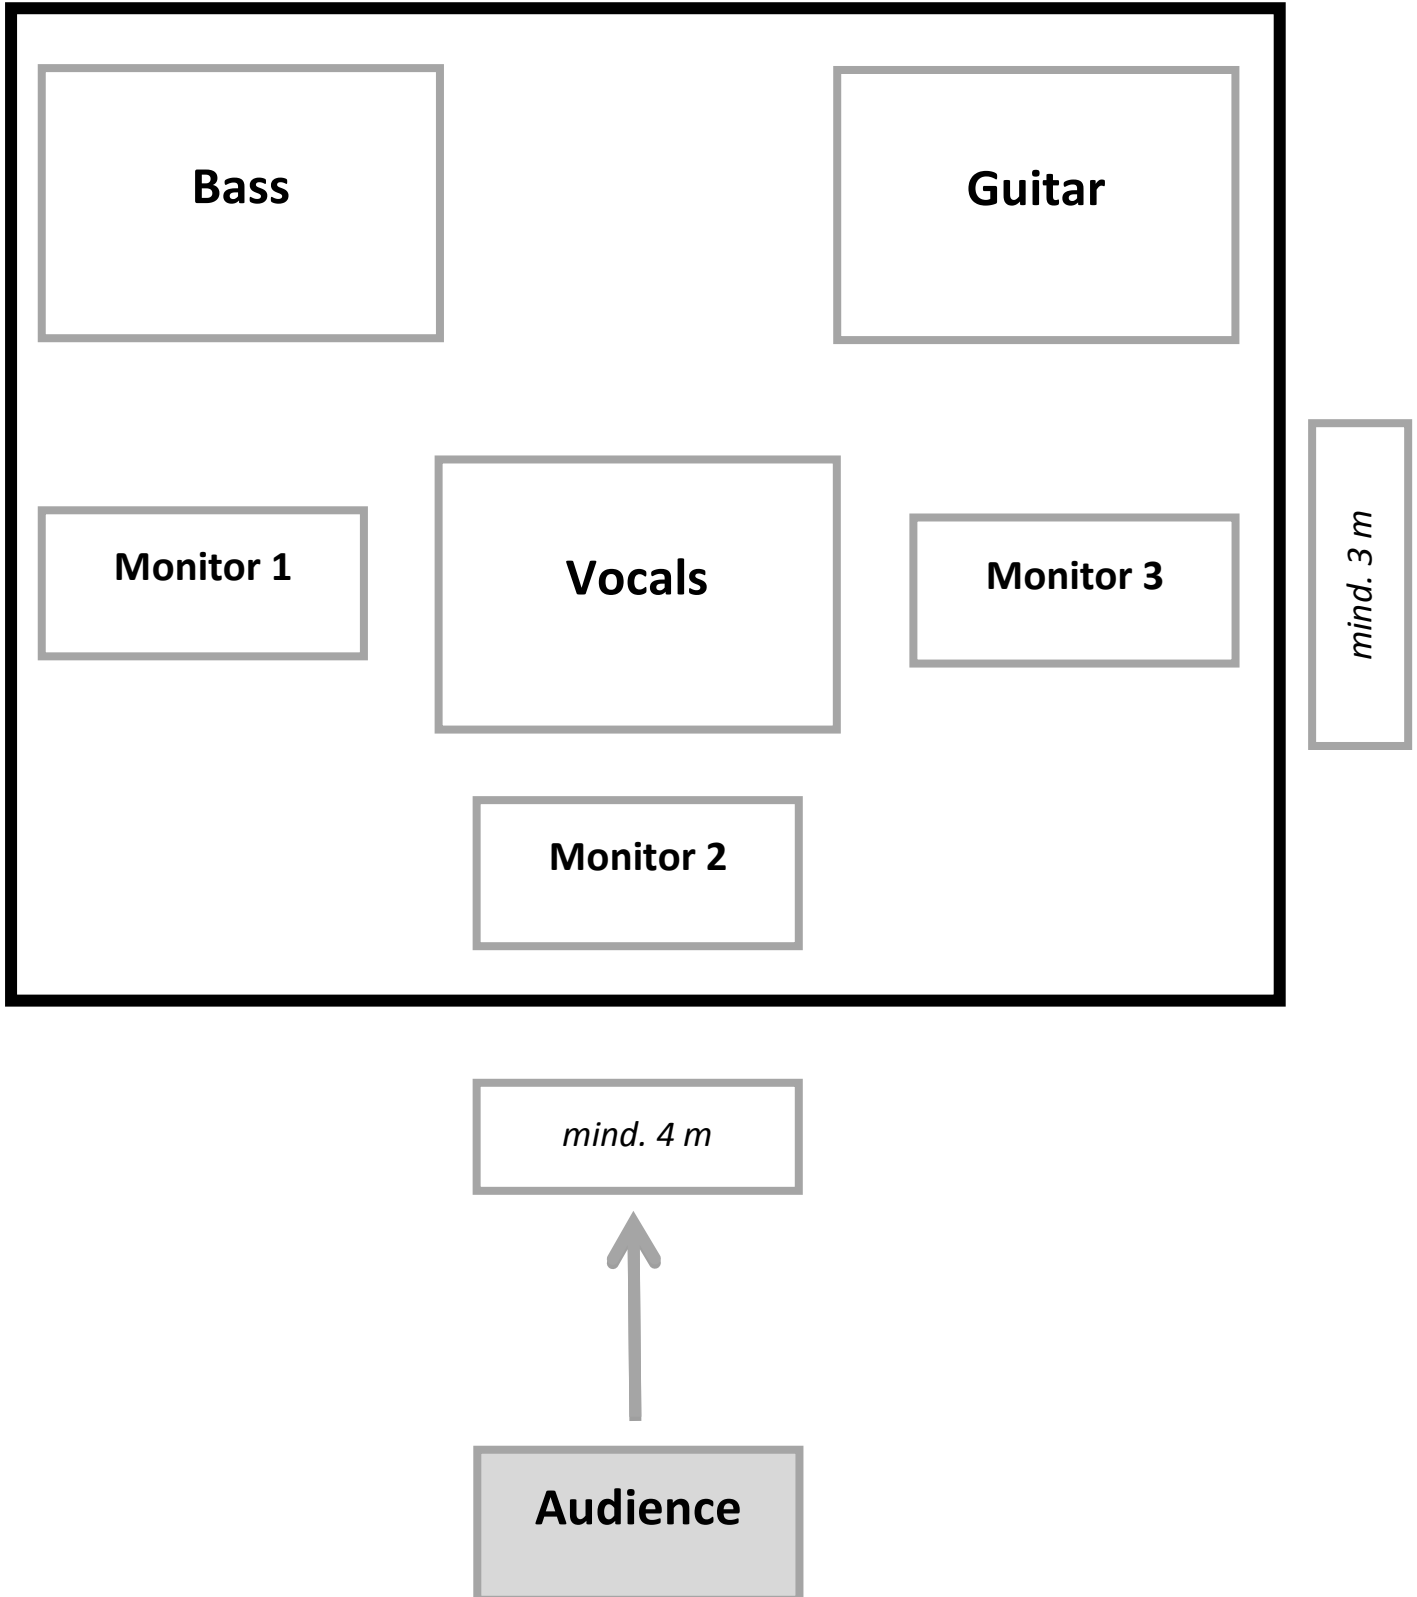 Bass
Guitar
Monitor 1
Vocals
Monitor 3
mind. 3 m
Monitor 2
mind. 4 m
Audience